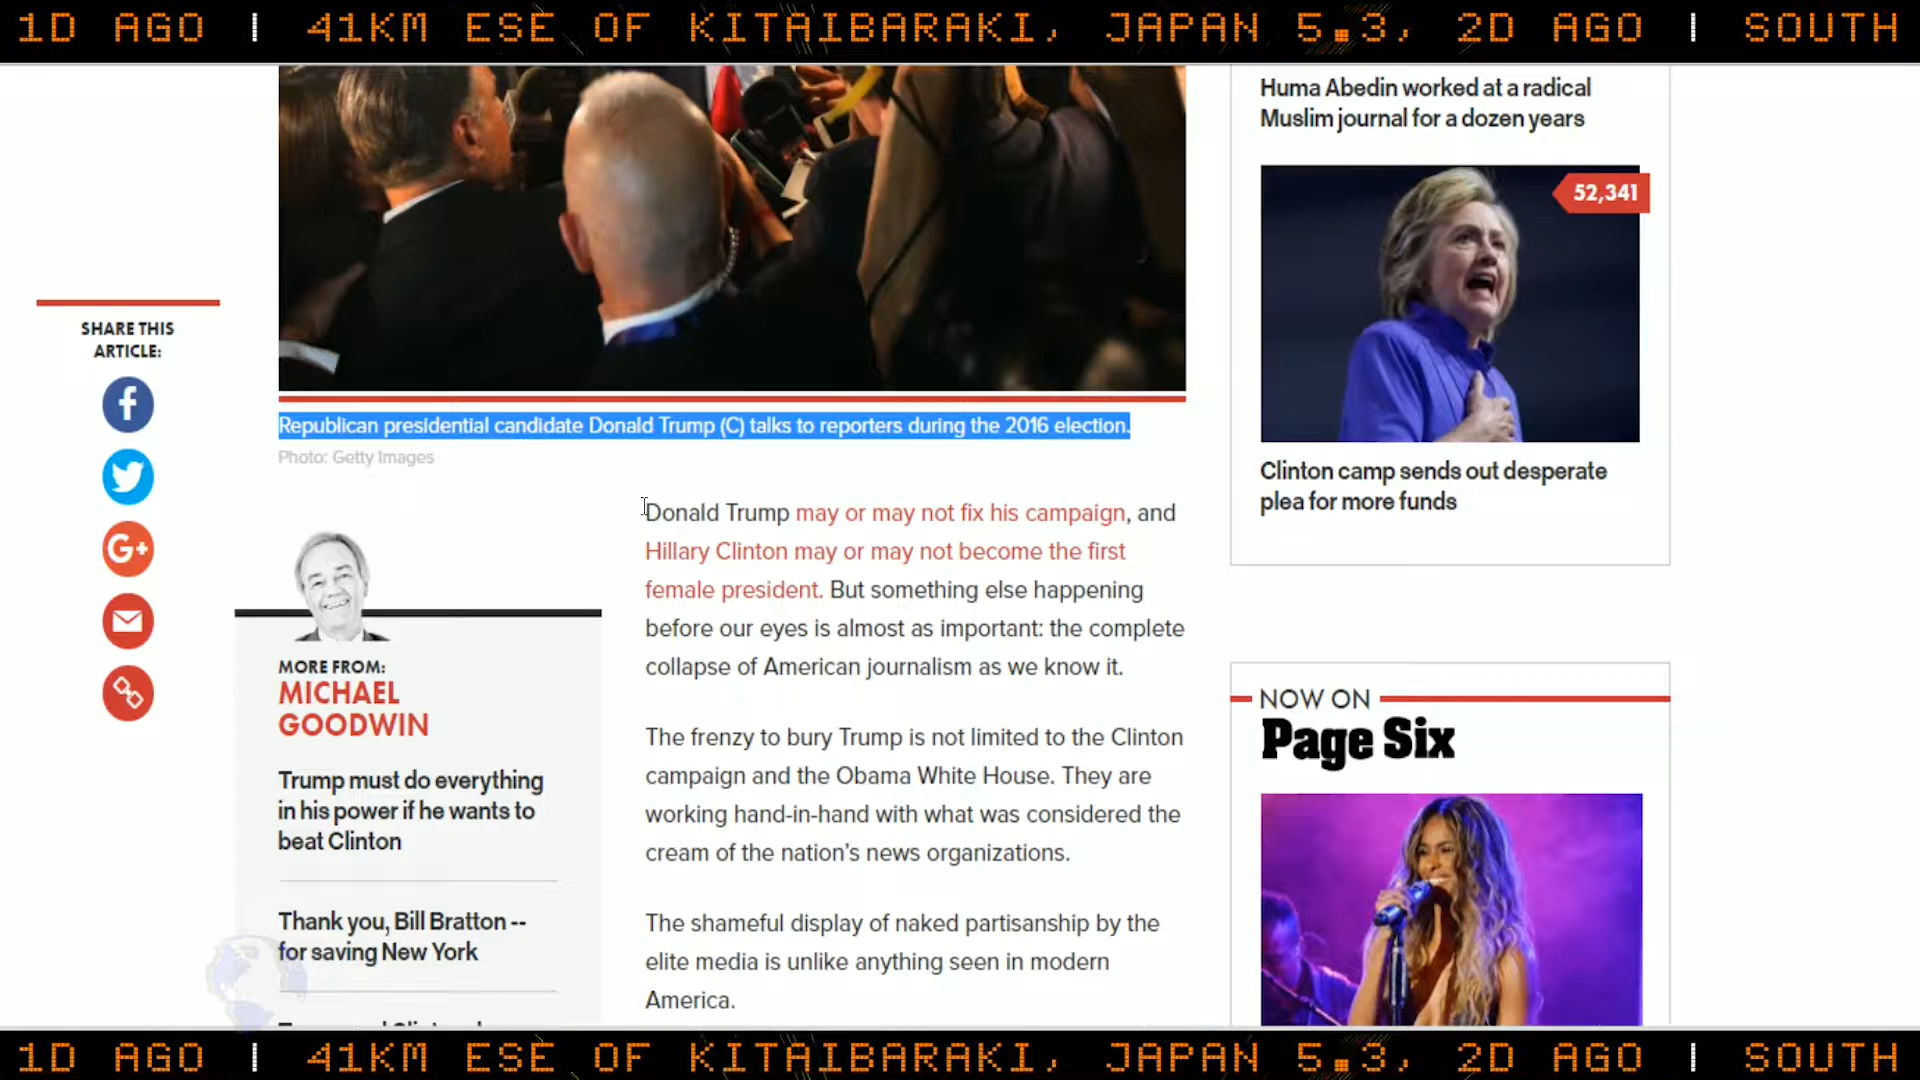 1D AGO | 41KM ESE OF KITAIBARAKI, JAPAN 5.3, 2D AGO | SOUTH
Huma Abedin worked at a radical
Muslim journal for a dozen years
52,341
Clinton camp sends out desperate
plea for more funds
SHARE THIS
ARTICLE:
Republican presidential candidate Donald Trump (C) talks to reporters during the 2016 election.
Photo: Getty Images
Donald Trump may or may not fix his campaign, and
Hillary Clinton may or may not become the first
female president. But something else happening
before our eyes is almost as important: the complete
collapse of American journalism as we know it.
The frenzy to bury Trump is not limited to the Clinton
campaign and the Obama White House. They are
working hand-in-hand with what was considered the
cream of the nation's news organizations.
The shameful display of naked partisanship by the
elite media is unlike anything seen in modern
America.
MORE FROM:
MICHAEL
GOODWIN
Trump must do everything
in his power if he wants to
beat Clinton
Thank you, Bill Bratton --
for saving New York
NOW ON
Page Six
1D AGO | 41KM ESE OF KITAIBARAKI, JAPAN 5.3, 2D AGO | SOUTH